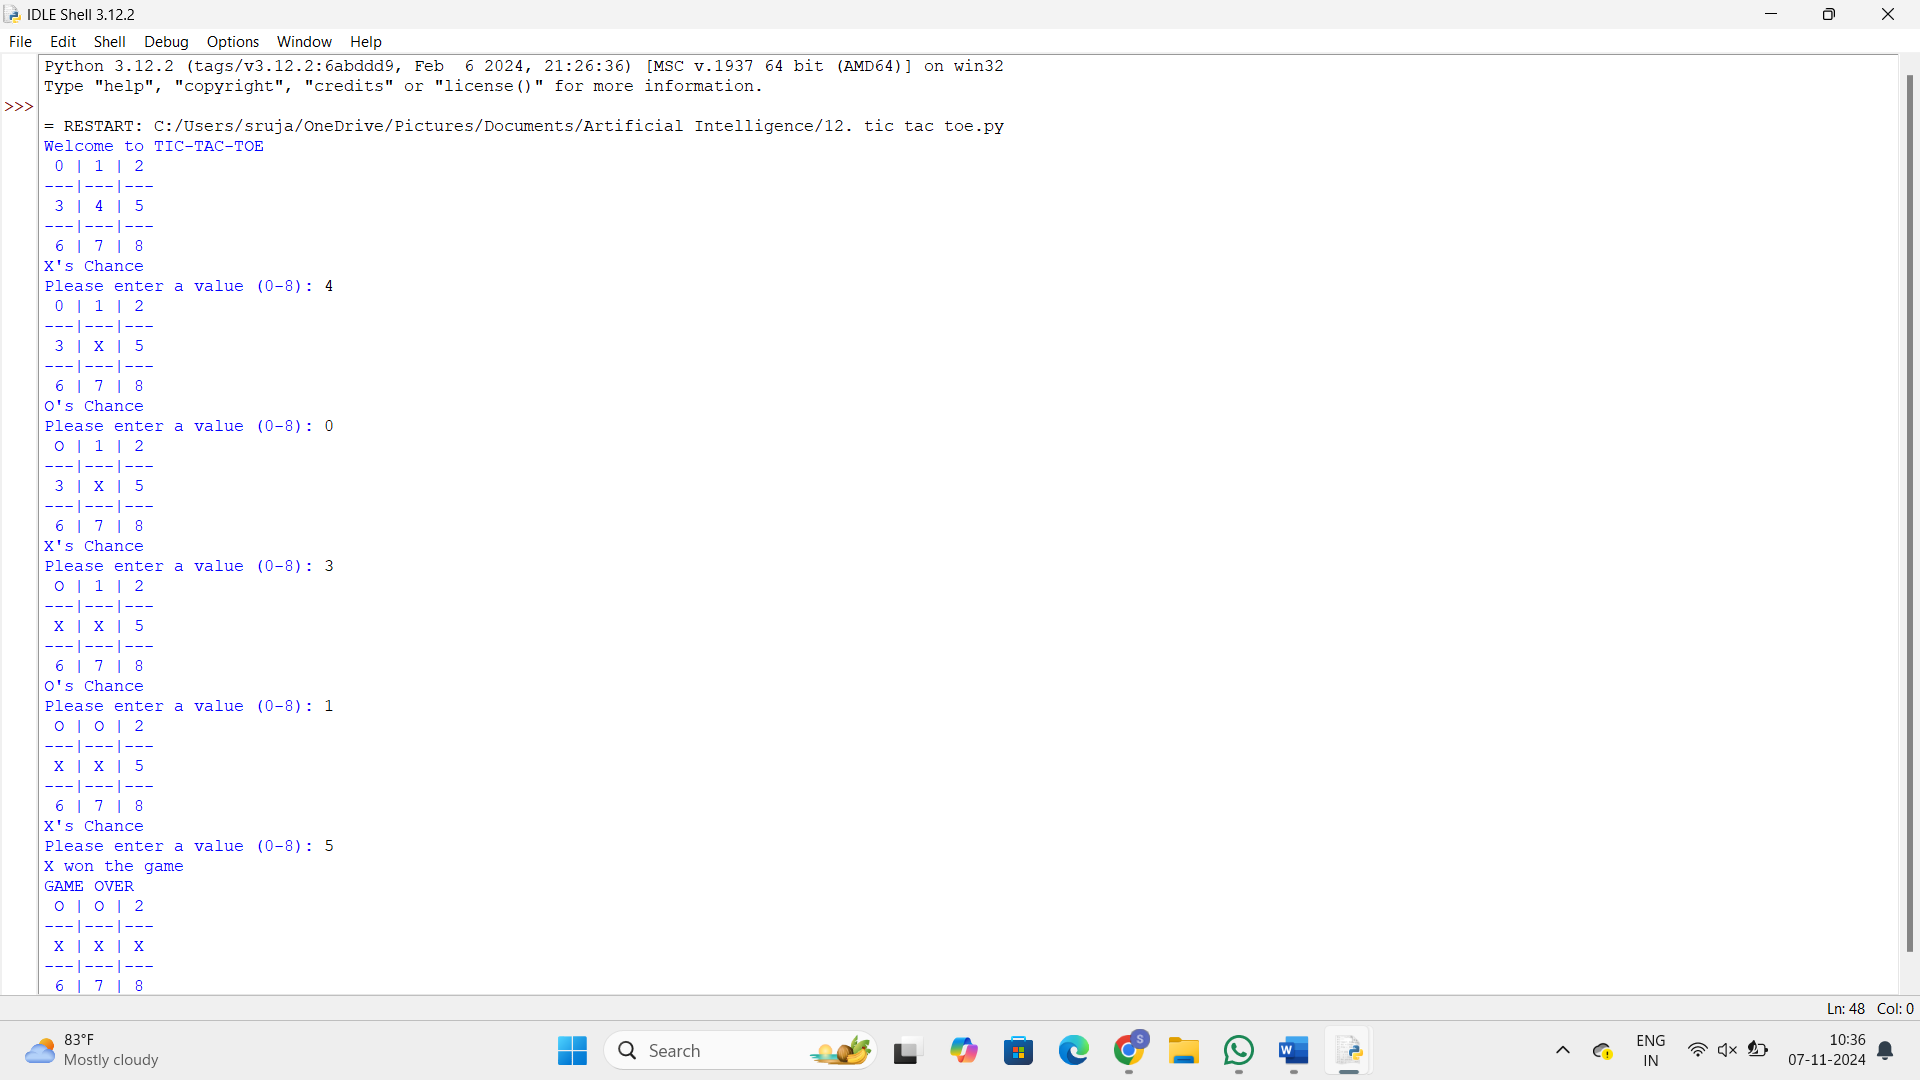 IDLE Shell 3.12.2
File Edit Shell Debug Options Window Help
Python 3.12.2 (tags/v3.12.2:6abddd9, Feb  6 2024, 21:26:36) [MSC v.1937 64 bit (AMD64)] on win32
Type "help", "copyright", "credits" or "license()" for more information.
>>>
= RESTART: C:/Users/sruja/OneDrive/Pictures/Documents/Artificial Intelligence/12. tic tac toe.py
Welcome to TIC-TAC-TOE
 0 | 1 | 2
---|---|---
 3 | 4 | 5
---|---|---
 6 | 7 | 8
X's Chance
Please enter a value (0-8): 4
 0 | 1 | 2
---|---|---
 3 | X | 5
---|---|---
 6 | 7 | 8
O's Chance
Please enter a value (0-8): 0
 O | 1 | 2
---|---|---
 3 | X | 5
---|---|---
 6 | 7 | 8
X's Chance
Please enter a value (0-8): 3
 O | 1 | 2
---|---|---
 X | X | 5
---|---|---
 6 | 7 | 8
O's Chance
Please enter a value (0-8): 1
 O | O | 2
---|---|---
 X | X | 5
---|---|---
 6 | 7 | 8
X's Chance
Please enter a value (0-8): 5
X won the game
GAME OVER
 O | O | 2
---|---|---
 X | X | X
---|---|---
 6 | 7 | 8
Ln: 48 Col: 0
83°F
Mostly cloudy
Search
S
W
ENG
IN
10:36
07-11-2024